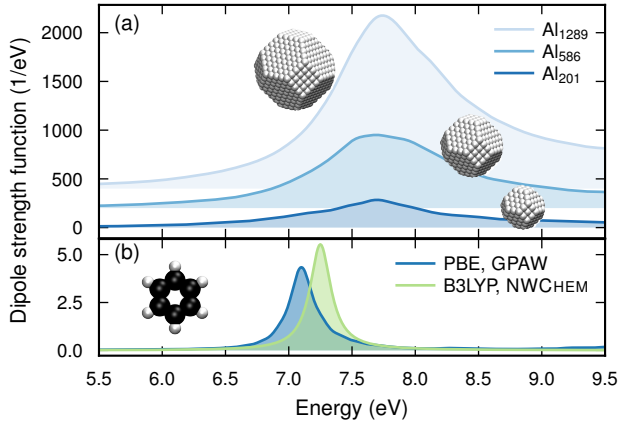 Dipole strength function (1/eV)
(a)
Al1289
Al586
Al201
2000
1500
1000
500
0
(b)
PBE, GPAW
B3LYP, NWCHEM
5.0
2.5
0.0
5.5 6.0 6.5 7.0 7.5 8.0 8.5 9.0 9.5
Energy (eV)